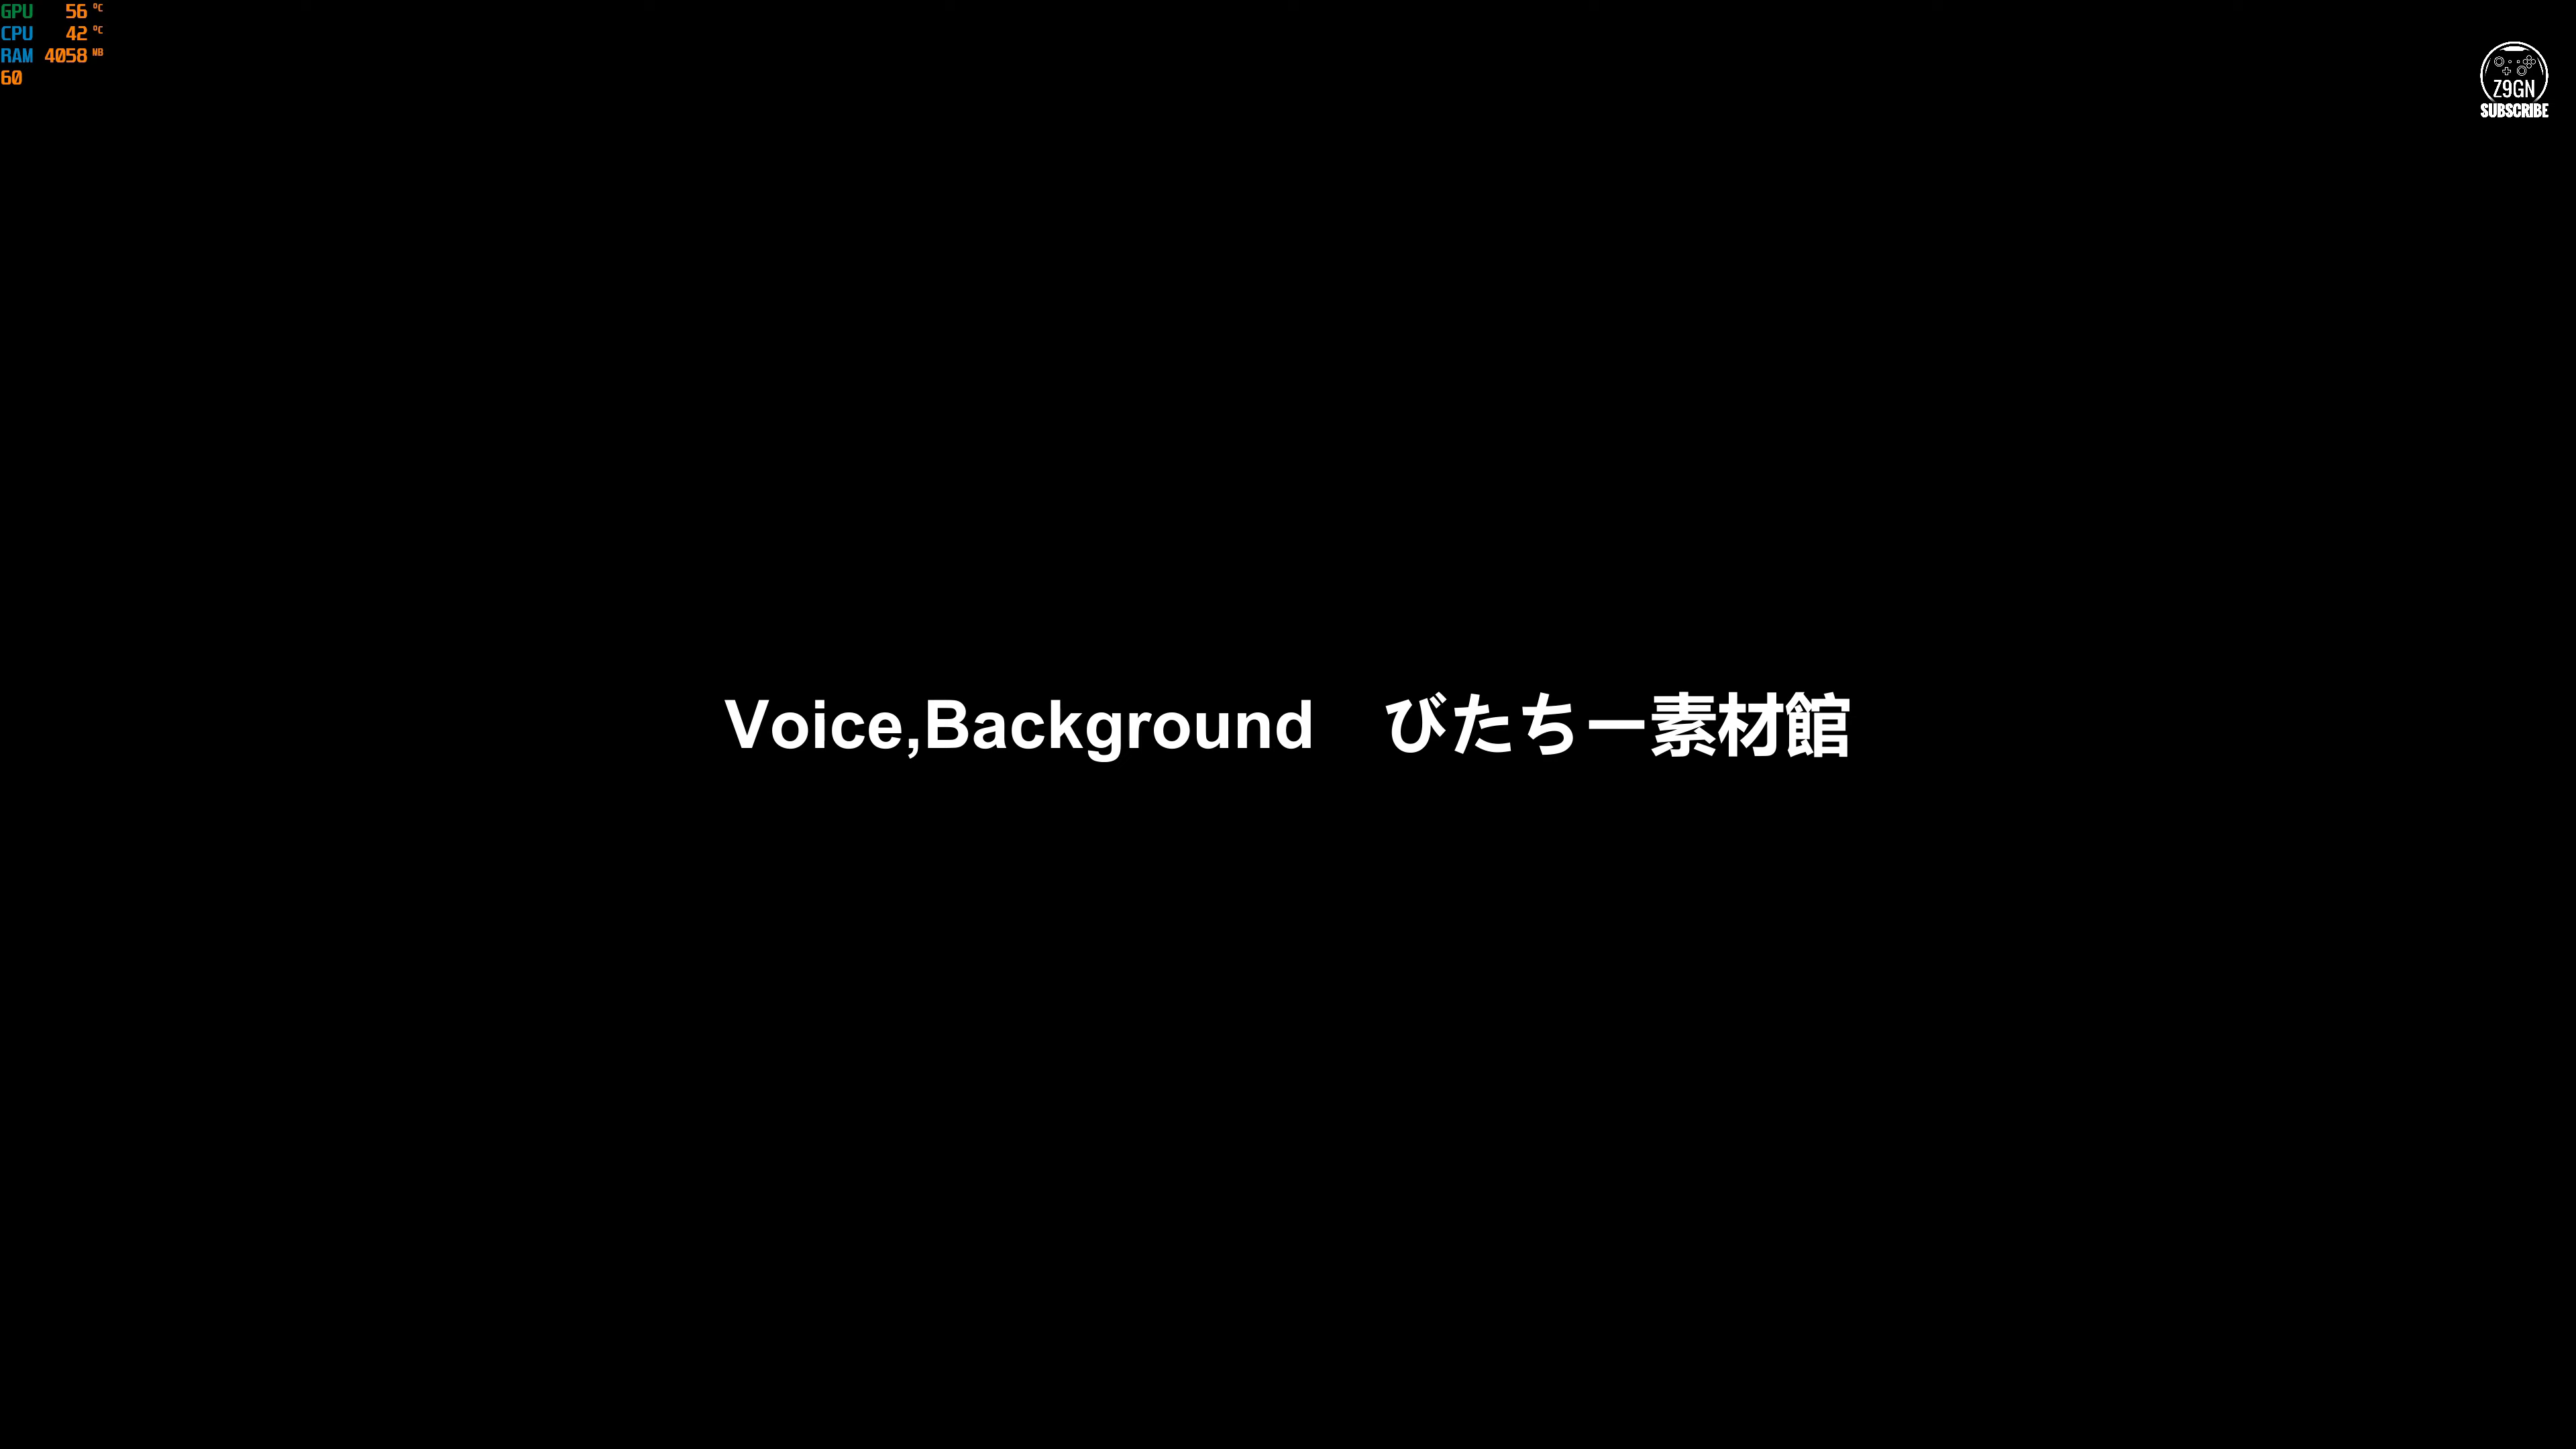 GPU 56 °C
CPU 42 °C
RAM 4058 MB
60
Z9GN
SUBSCRIBE
Voice,Background　びたちー素材館